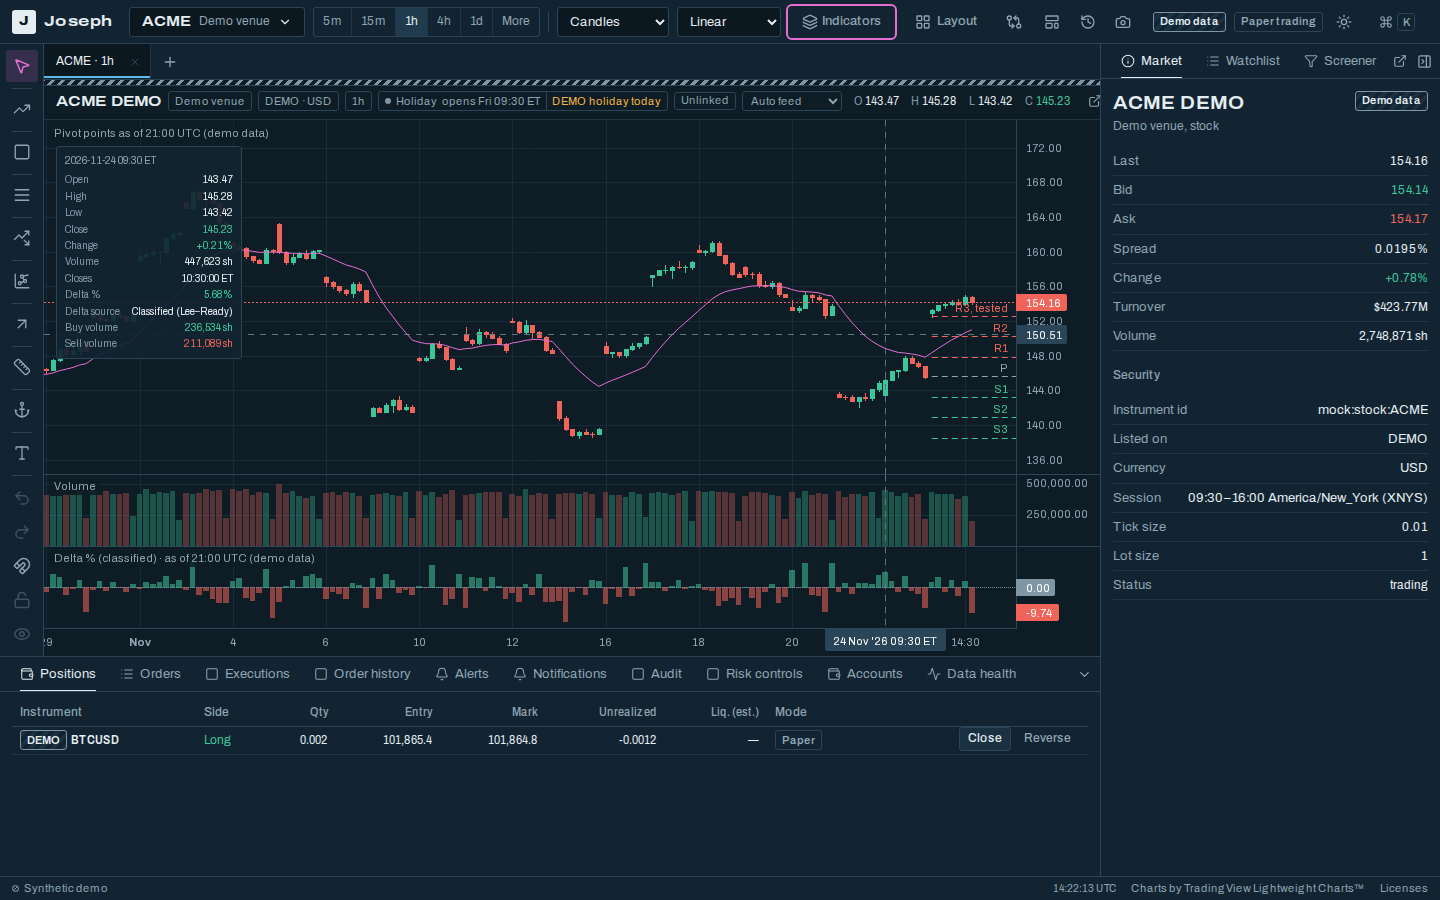 J Joseph ACME Demo venue 5m 15m 1h 4h 1d More Candles Linear Indicators Layout Demo data Paper trading ⌘ K
ACME · 1h × + Market Watchlist Screener
ACME DEMO Demo venue DEMO · USD 1h Holiday opens Fri 09:30 ET DEMO holiday today Unlinked Auto feed O 143.47 H 145.28 L 143.42 C 145.23
Pivot points as of 21:00 UTC (demo data)
2026-11-24 09:30 ET
Open 143.47
High 145.28
Low 143.42
Close 145.23
Change +0.21%
Volume 447,623 sh
Closes 10:30:00 ET
Delta % 5.68%
Delta source Classified (Lee–Ready)
Buy volume 236,534 sh
Sell volume 211,089 sh
R3, tested
R2
R1
P
S1
S2
S3
172.00
168.00
164.00
160.00
156.00
154.16
152.00
150.51
148.00
144.00
140.00
136.00
Volume
500,000.00
250,000.00
Delta % (classified) · as of 21:00 UTC (demo data)
0.00
-9.74
29 Nov 4 6 10 12 16 18 20 24 Nov '26 09:30 ET 14:30
ACME DEMO Demo data
Demo venue, stock
Last 154.16
Bid 154.14
Ask 154.17
Spread 0.0195%
Change +0.78%
Turnover $423.77M
Volume 2,748,871 sh
Security
Instrument id mock:stock:ACME
Listed on DEMO
Currency USD
Session 09:30–16:00 America/New_York (XNYS)
Tick size 0.01
Lot size 1
Status trading
Positions Orders Executions Order history Alerts Notifications Audit Risk controls Accounts Data health
Instrument Side Qty Entry Mark Unrealized Liq. (est.) Mode
DEMO BTCUSD Long 0.002 101,865.4 101,864.8 -0.0012 — Paper Close Reverse
Synthetic demo 14:22:13 UTC Charts by TradingView Lightweight Charts™ Licenses